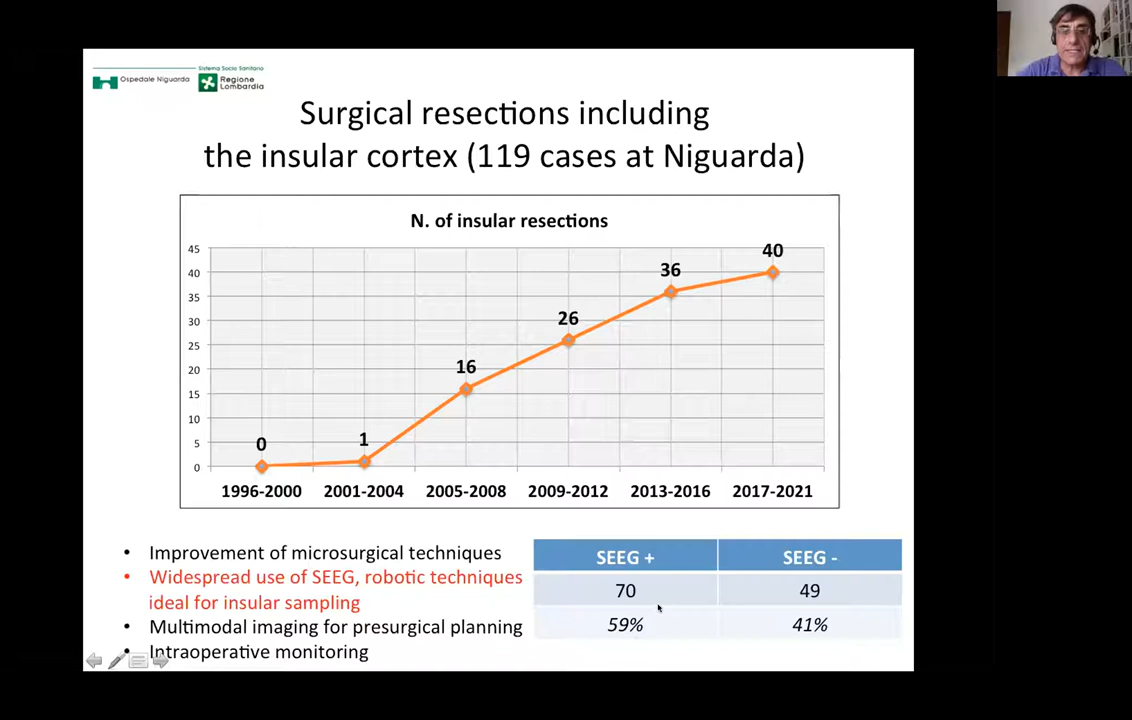 Ospedale Niguarda
Sistema Socio Sanitario
Regione
Lombardia
Surgical resections including
the insular cortex (119 cases at Niguarda)
N. of insular resections
45
40
35
30
25
20
15
10
5
0
0
1
16
26
36
40
1996-2000 2001-2004 2005-2008 2009-2012 2013-2016 2017-2021
• Improvement of microsurgical techniques
• Widespread use of SEEG, robotic techniques
ideal for insular sampling
• Multimodal imaging for presurgical planning
• Intraoperative monitoring
SEEG + SEEG -
70 49
59% 41%